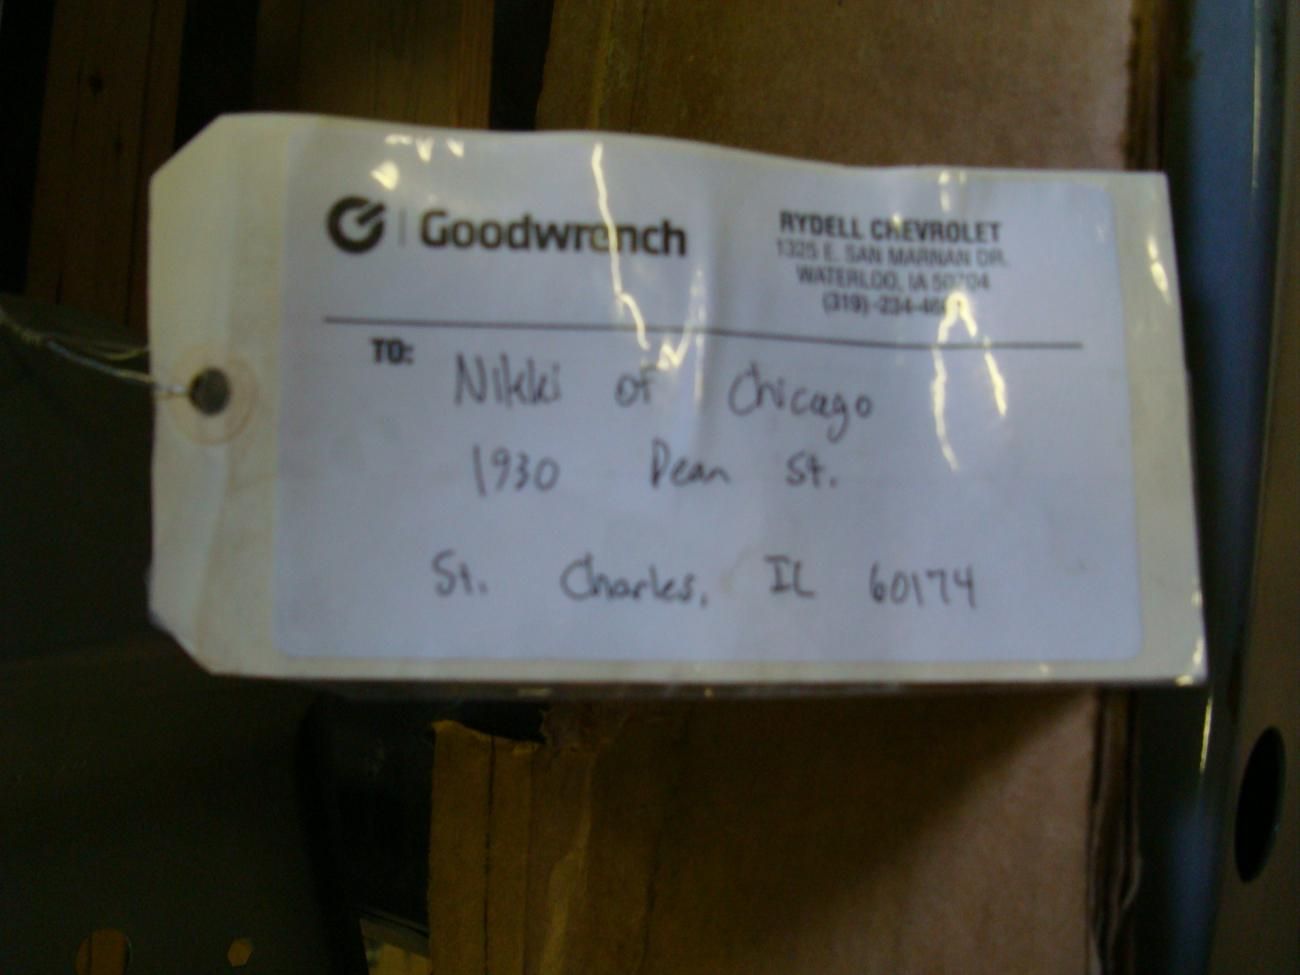 Goodwrench
RYDELL CHEVROLET
1325 E. SAN MARNAN DR.
WATERLOO, IA 50704
TO:
Nikki of Chicago
1930 Dean St.
St. Charles, IL 60174